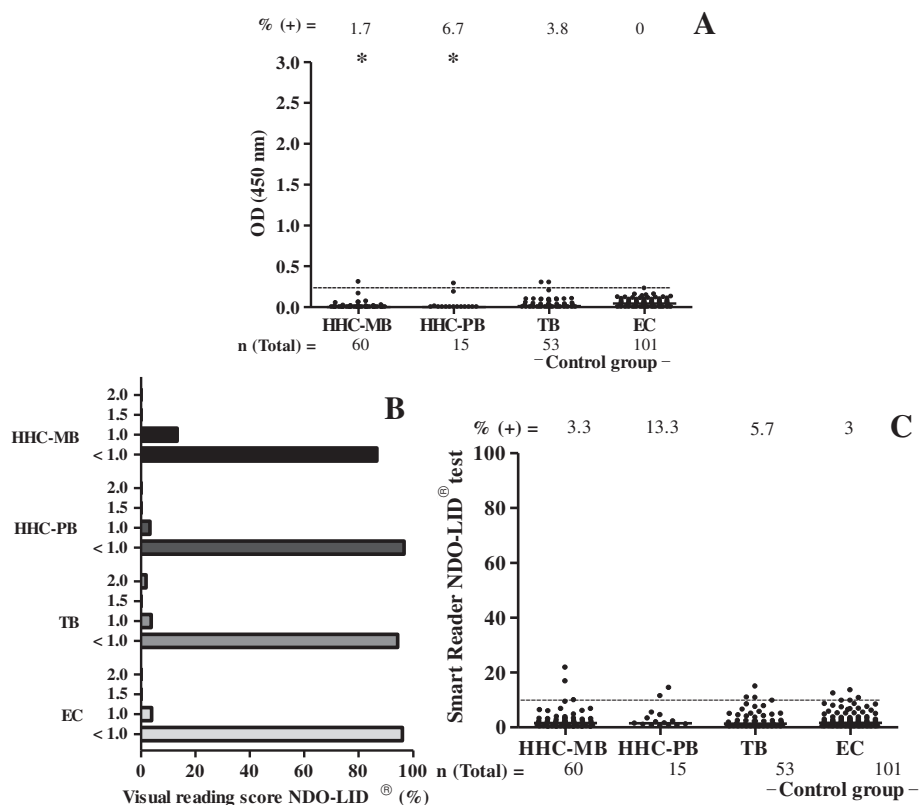 % (+) = 1.7 6.7 3.8 0 A
* *
OD (450 nm)
3.0
2.5
2.0
1.5
1.0
0.5
0.0
HHC-MB HHC-PB TB EC
n (Total) = 60 15 53 101
−Control group −
B
HHC-MB
2.0
1.5
1.0
< 1.0
HHC-PB
2.0
1.5
1.0
< 1.0
TB
2.0
1.5
1.0
< 1.0
EC
2.0
1.5
1.0
< 1.0
0 20 40 60 80 100
Visual reading score NDO-LID ® (%)
% (+) = 3.3 13.3 5.7 3 C
Smart Reader NDO-LID® test
100
80
60
40
20
0
HHC-MB HHC-PB TB EC
n (Total) = 60 15 53 101
−Control group −